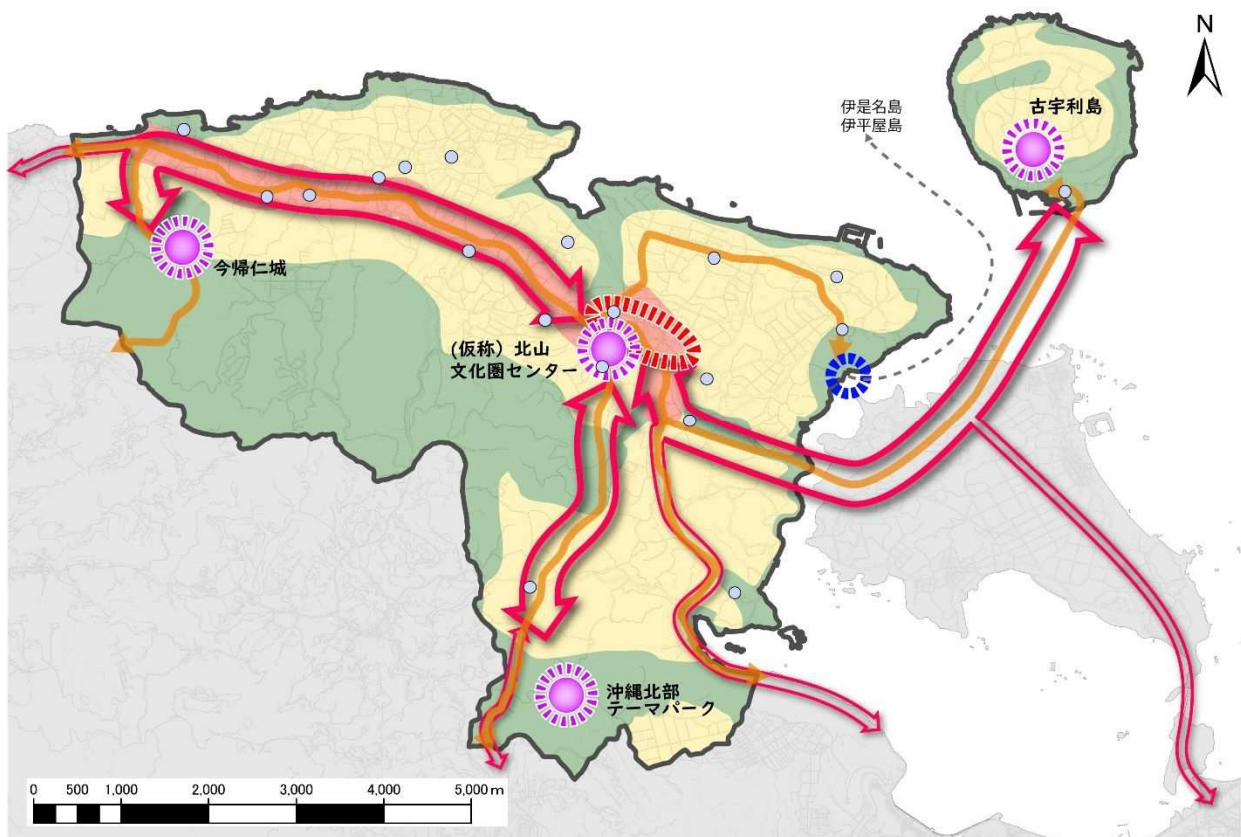 N
伊是名島
伊平屋島
古宇利島
今帰仁城
(仮称)北山
文化圏センター
沖縄北部
テーマパーク
0 500 1,000 2,000 3,000 4,000 5,000 m